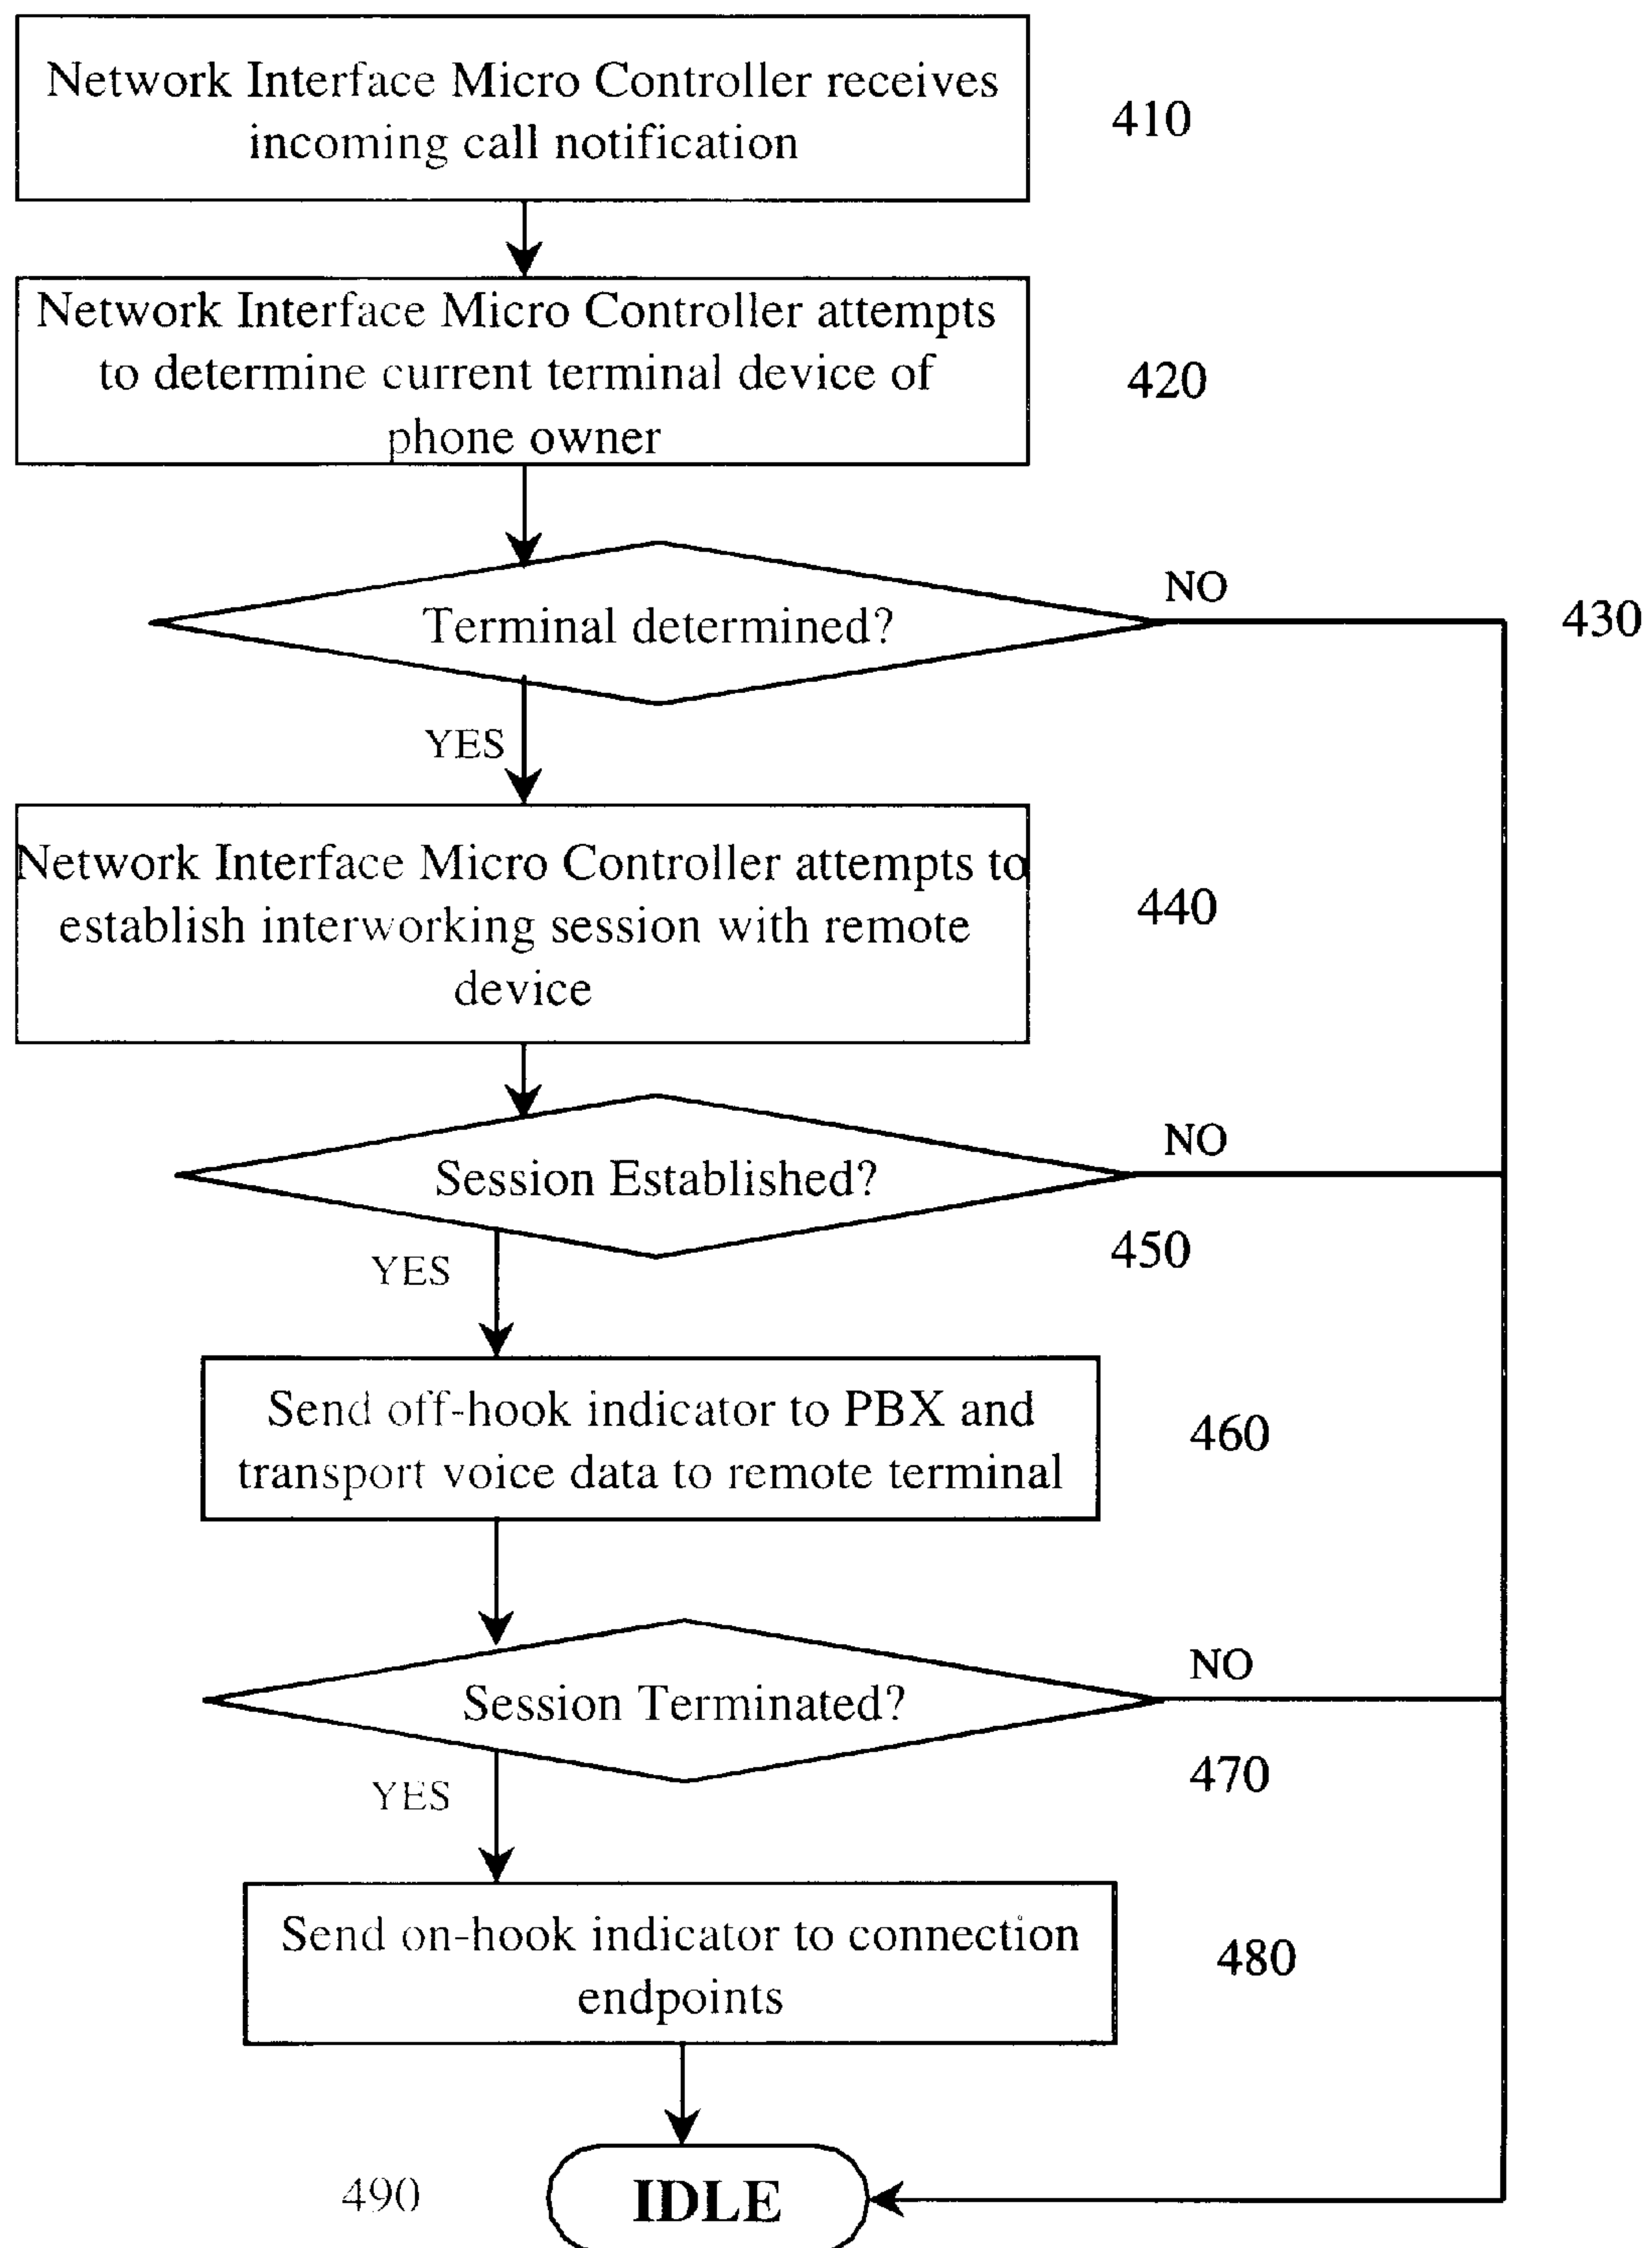 Network Interface Micro Controller receives
incoming call notification
410
Network Interface Micro Controller attempts
to determine current terminal device of
phone owner
420
Terminal determined?
NO
430
YES
Network Interface Micro Controller attempts to
establish interworking session with remote
device
440
Session Established?
NO
450
YES
Send off-hook indicator to PBX and
transport voice data to remote terminal
460
Session Terminated?
NO
470
YES
Send on-hook indicator to connection
endpoints
480
490
IDLE